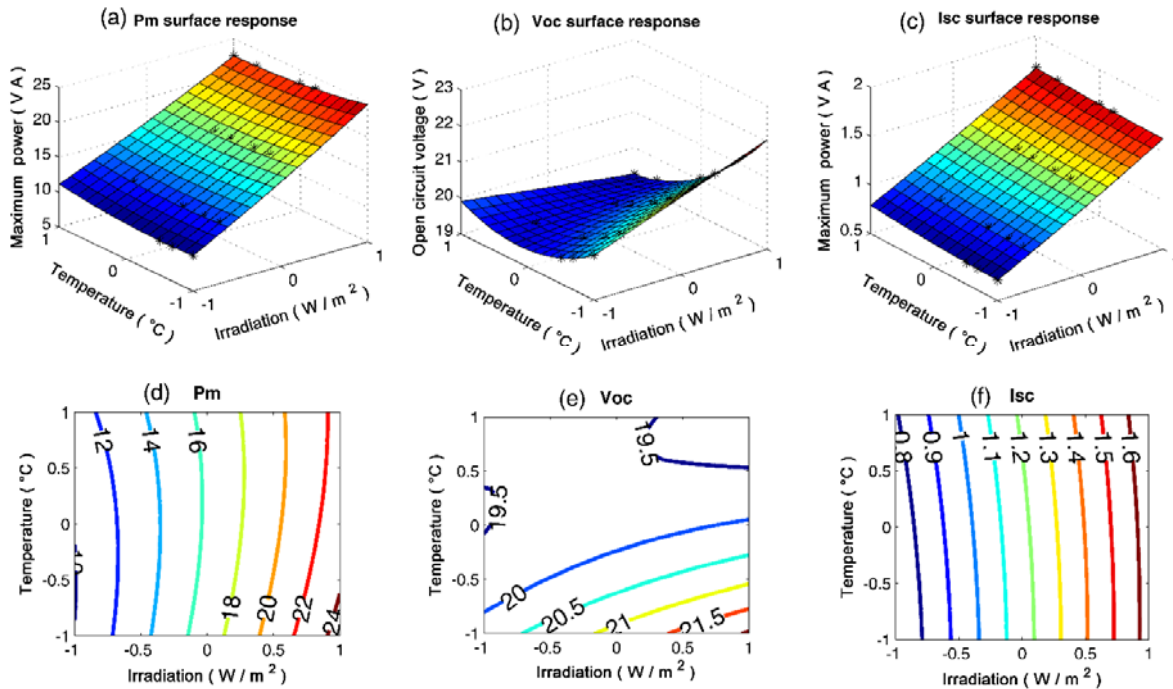 (a) Pm surface response
Maximum power ( V A )
25
20
15
10
5
1
0
-1
Temperature ( °C )
-1
0
1
Irradiation ( W / m 2 )
(b) Voc surface response
Open circuit voltage ( V )
23
22
21
20
19
1
0
-1
Temperature ( °C )
-1
0
1
Irradiation ( W / m 2 )
(c) Isc surface response
Maximum power ( V A )
2
1.5
1
0.5
1
0
-1
Temperature ( °C )
-1
0
1
Irradiation ( W / m 2 )
(d) Pm
Temperature ( °C )
1
0.5
0
-0.5
-1
12
14
16
18
20
22
24
-1 -0.5 0 0.5 1
Irradiation ( W / m 2 )
(e) Voc
Temperature ( °C )
1
0.5
0
-0.5
-1
19.5
19.5
20
20.5
21
21.5
-1 -0.5 0 0.5 1
Irradiation ( W / m 2 )
(f) Isc
Temperature ( °C )
1
0.5
0
-0.5
-1
0.8 0.9 1 1.1 1.2 1.3 1.4 1.5 1.6
-1 -0.5 0 0.5 1
Irradiation ( W / m 2 )